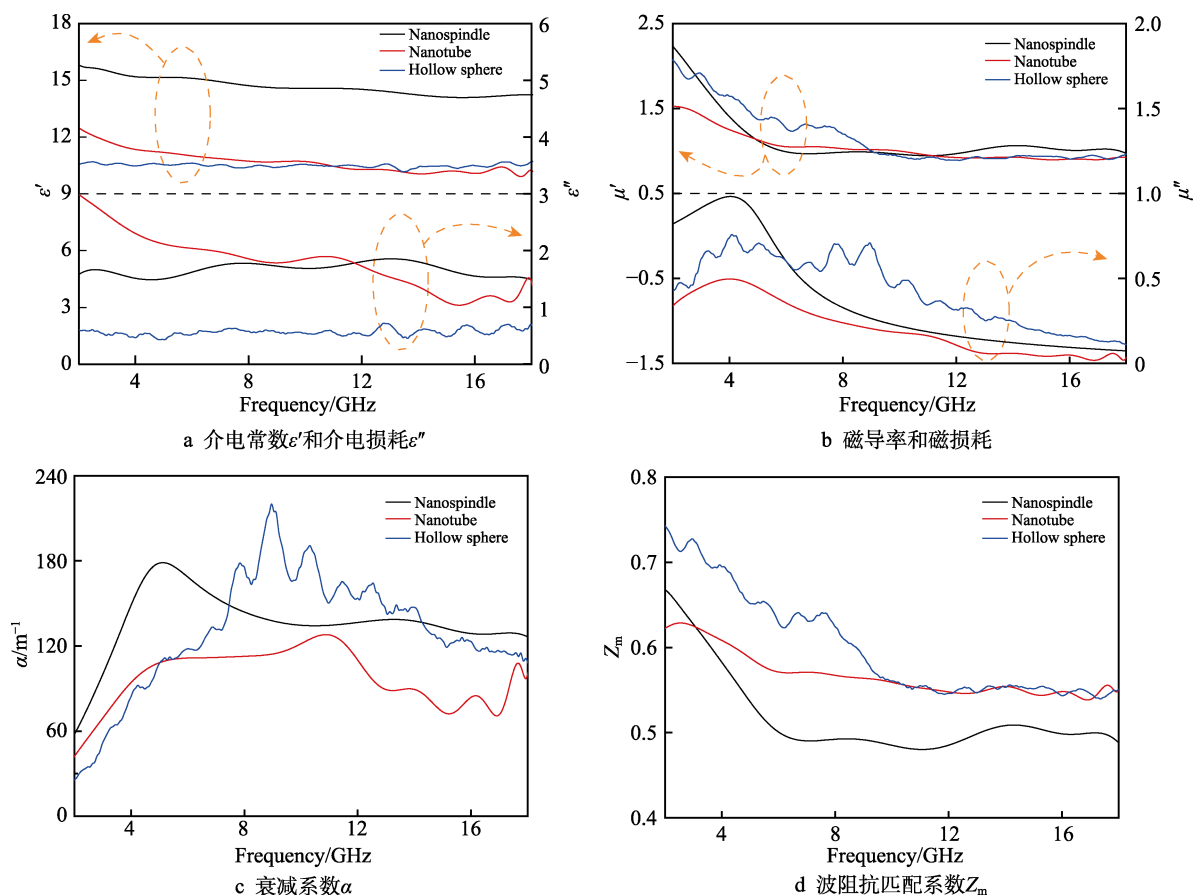 18
15
12
9
6
3
0
ε′
6
5
4
3
2
1
0
ε″
Nanospindle
Nanotube
Hollow sphere
4 8 12 16
Frequency/GHz
a 介电常数ε′和介电损耗ε″
2.5
1.5
0.5
−0.5
−1.5
μ′
2.0
1.5
1.0
0.5
0
μ″
Nanospindle
Nanotube
Hollow sphere
4 8 12 16
Frequency/GHz
b 磁导率和磁损耗
240
180
120
60
0
α/m⁻¹
Nanospindle
Nanotube
Hollow sphere
4 8 12 16
Frequency/GHz
c 衰减系数α
0.8
0.7
0.6
0.5
0.4
Zm
Nanospindle
Nanotube
Hollow sphere
4 8 12 16
Frequency/GHz
d 波阻抗匹配系数Zm